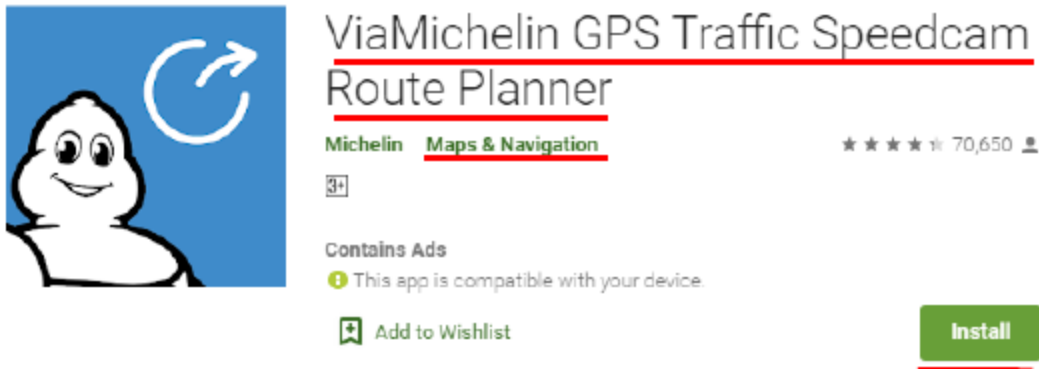 ViaMichelin GPS Traffic Speedcam
Route Planner
Michelin Maps & Navigation 70,650
3+
Contains Ads
This app is compatible with your device.
Add to Wishlist
Install